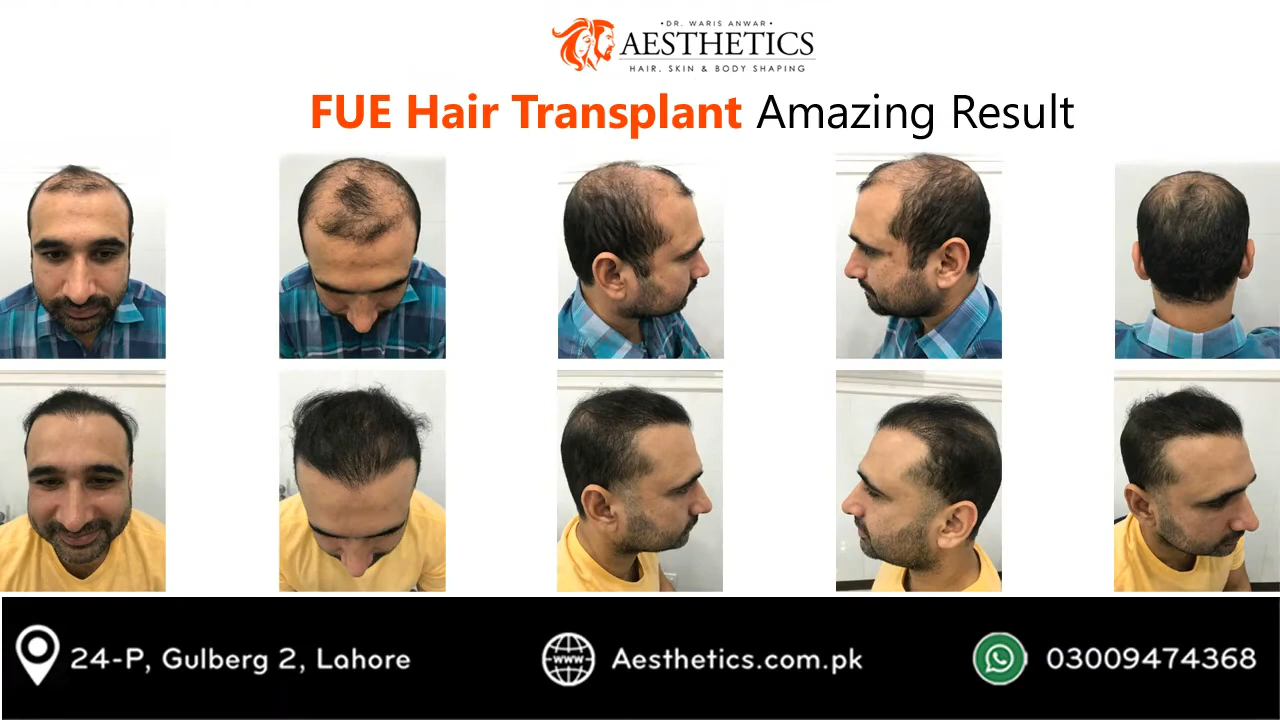 • DR. WARIS ANWAR •
AESTHETICS
HAIR, SKIN & BODY SHAPING
FUE Hair Transplant Amazing Result
24-P, Gulberg 2, Lahore
WWW
Aesthetics.com.pk
03009474368